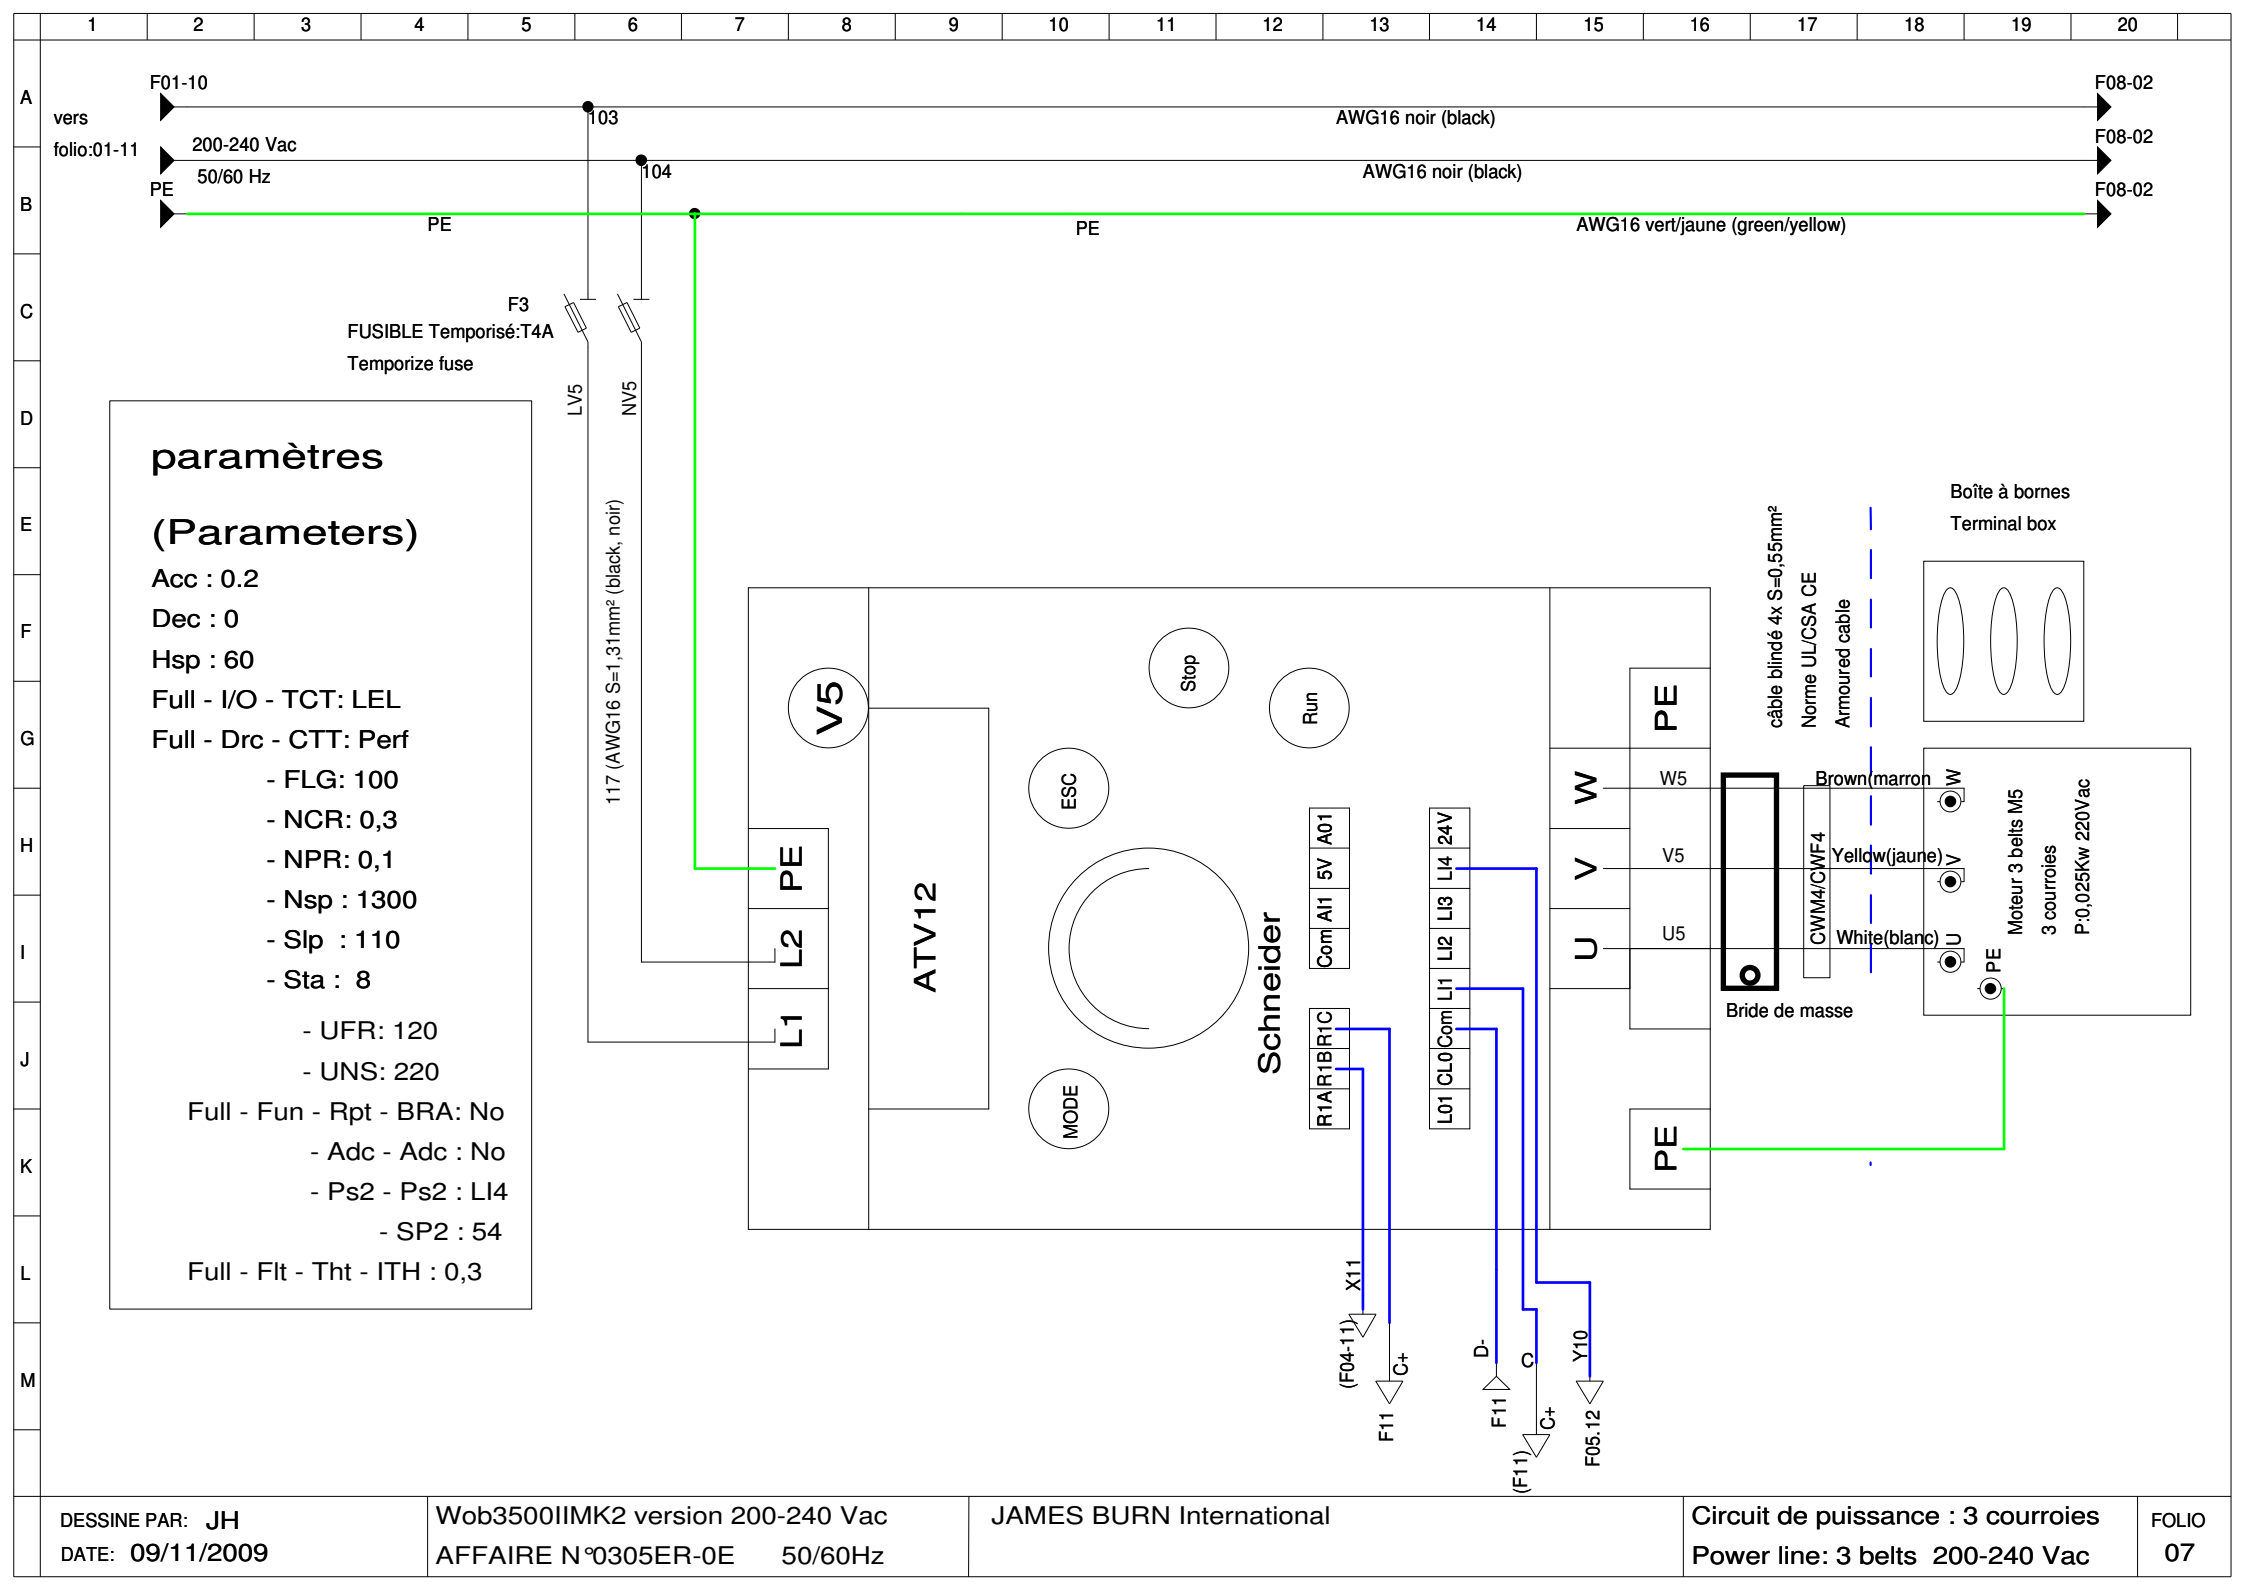 1 2 3 4 5 6 7 8 9 10 11 12 13 14 15 16 17 18 19 20
A
B
C
D
E
F
G
H
I
J
K
L
M
vers
folio:01-11
F01-10
200-240 Vac
50/60 Hz
PE
103
104
PE
PE
AWG16 noir (black)
AWG16 noir (black)
AWG16 vert/jaune (green/yellow)
F08-02
F08-02
F08-02
F3
FUSIBLE Temporisé:T4A
Temporize fuse
LV5
NV5
117 (AWG16 S=1,31mm² (black, noir)
paramètres
(Parameters)
Acc : 0.2
Dec : 0
Hsp : 60
Full - I/O - TCT: LEL
Full - Drc - CTT: Perf
- FLG: 100
- NCR: 0,3
- NPR: 0,1
- Nsp : 1300
- Slp : 110
- Sta : 8
- UFR: 120
- UNS: 220
Full - Fun - Rpt - BRA: No
- Adc - Adc : No
- Ps2 - Ps2 : LI4
- SP2 : 54
Full - Flt - Tht - ITH : 0,3
V5
PE
L2
L1
ATV12
Stop
Run
ESC
MODE
Schneider
A01
5V
AI1
Com
R1C
R1B
R1A
24V
LI4
LI3
LI2
LI1
Com
CL0
L01
PE
W
V
U
PE
W5
V5
U5
câble blindé 4x S=0,55mm²
Norme UL/CSA CE
Armoured cable
CWM4/CWF4
Bride de masse
Brown(marron
Yellow(jaune)
White(blanc)
Boîte à bornes
Terminal box
W
V
U
PE
Moteur 3 belts M5
3 courroies
P:0,025Kw 220Vac
X11
(F04-11)
C+
F11
D-
F11
C
C+
(F11)
Y10
F05.12
DESSINE PAR: JH
DATE: 09/11/2009
Wob3500IIMK2 version 200-240 Vac
AFFAIRE N°0305ER-0E 50/60Hz
JAMES BURN International
Circuit de puissance : 3 courroies
Power line: 3 belts 200-240 Vac
FOLIO
07